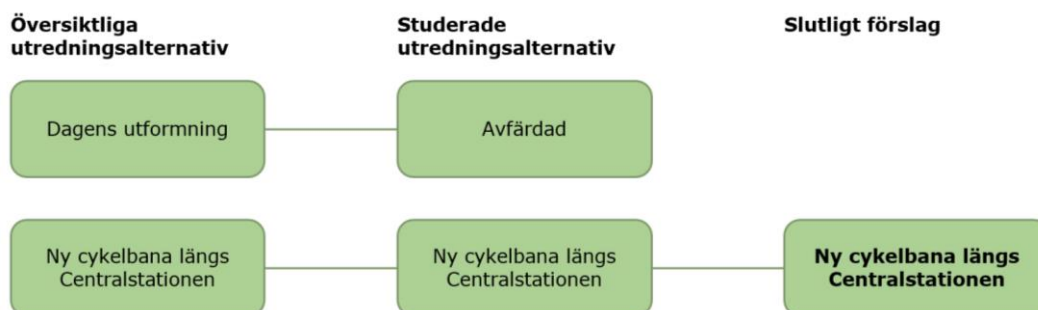 Översiktliga
utredningsalternativ
Studerade
utredningsalternativ
Slutligt förslag
Dagens utformning
Avfärdad
Ny cykelbana längs
Centralstationen
Ny cykelbana längs
Centralstationen
Ny cykelbana längs
Centralstationen